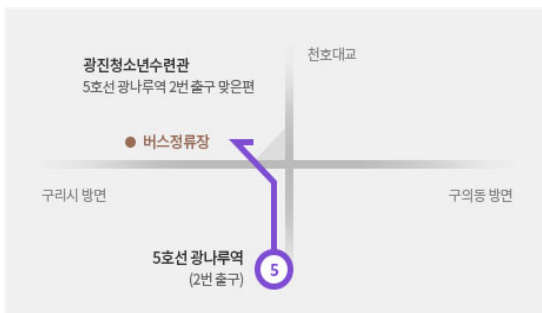 천호대교
광진청소년수련관
5호선 광나루역 2번 출구 맞은편
버스정류장
구리시 방면
구의동 방면
5호선 광나루역
(2번 출구)
5